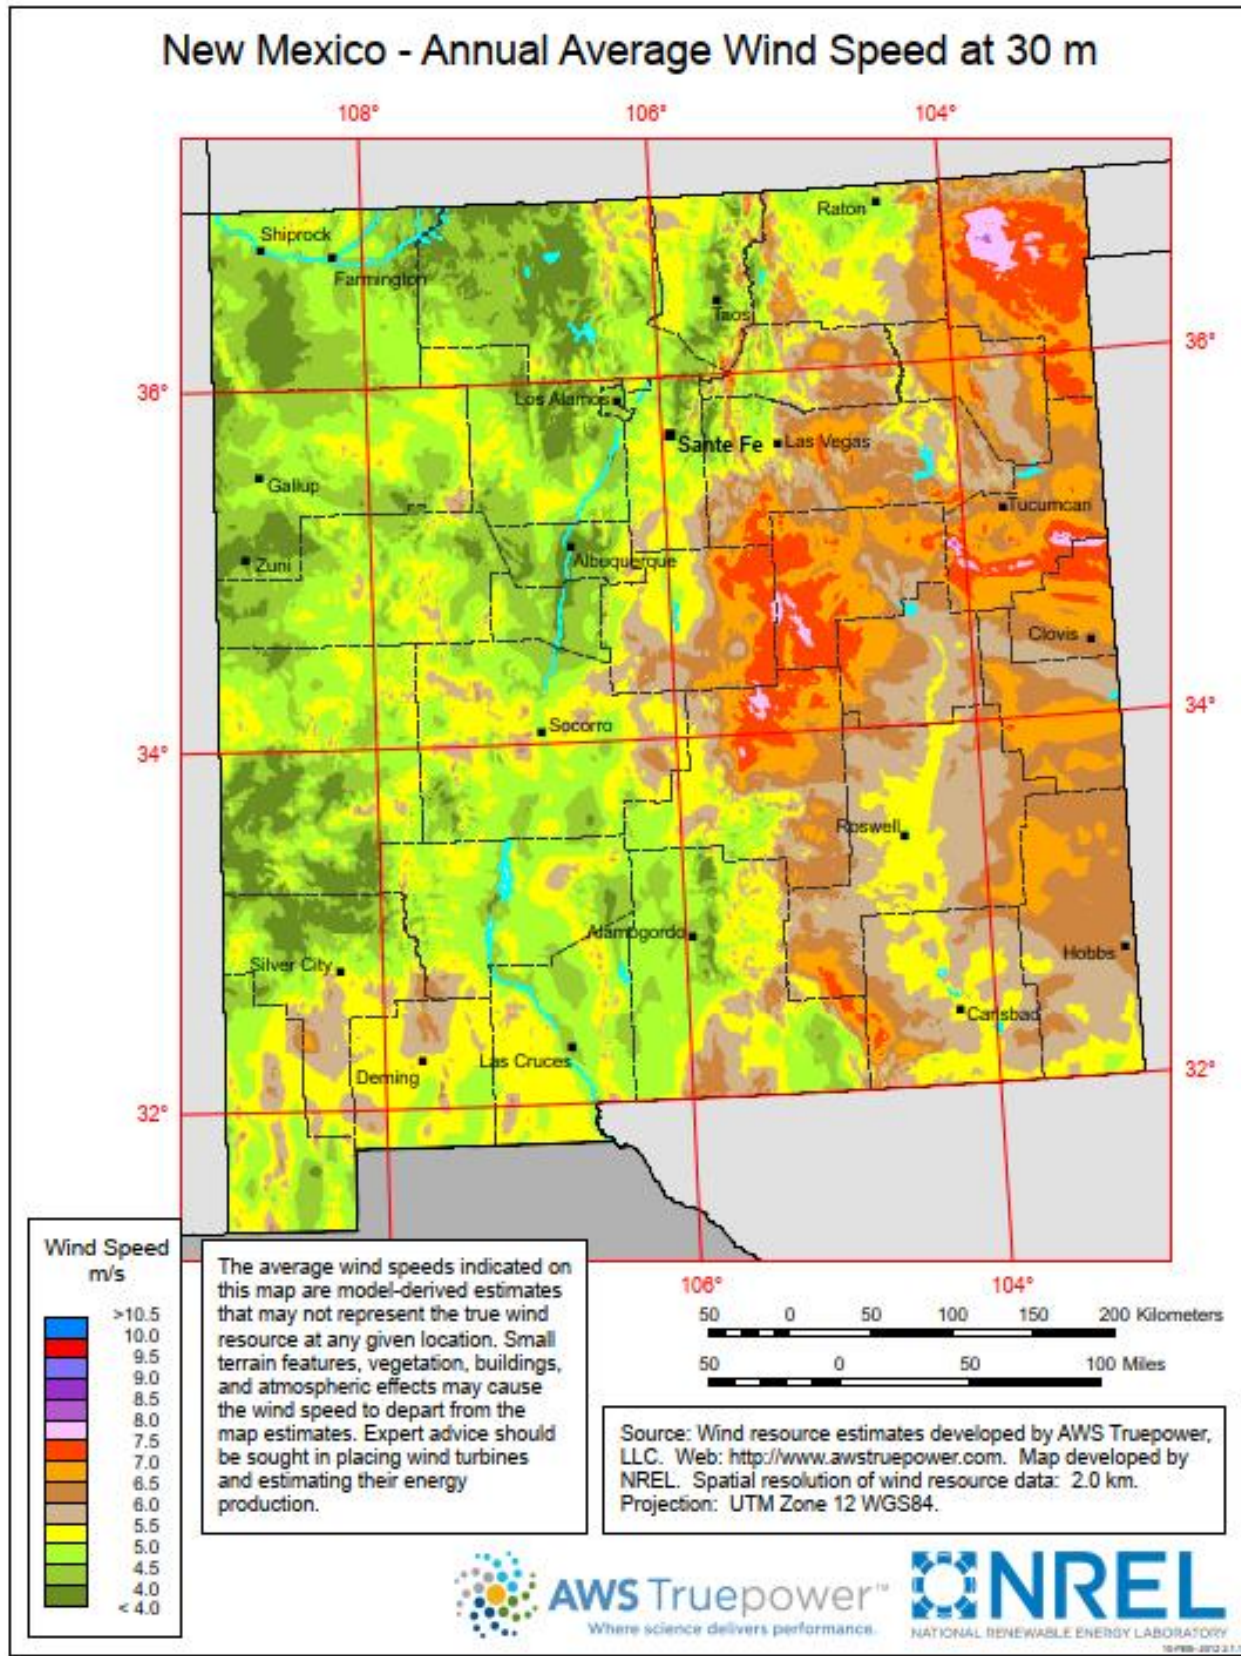 New Mexico - Annual Average Wind Speed at 30 m
108°
106°
104°
Raton
Shiprock
Farmington
Taos
36°
36°
Los Alamos
Sante Fe
Las Vegas
Gallup
Tucumcari
Zuni
Albuquerque
Clovis
34°
Socorro
34°
Roswell
Alamogordo
Hobbs
Silver City
Carlsbad
Las Cruces
Deming
32°
32°
106°
104°
Wind Speed
m/s
>10.5
10.0
9.5
9.0
8.5
8.0
7.5
7.0
6.5
6.0
5.5
5.0
4.5
4.0
< 4.0
The average wind speeds indicated on
this map are model-derived estimates
that may not represent the true wind
resource at any given location. Small
terrain features, vegetation, buildings,
and atmospheric effects may cause
the wind speed to depart from the
map estimates. Expert advice should
be sought in placing wind turbines
and estimating their energy
production.
50 0 50 100 150 200 Kilometers
50 0 50 100 Miles
Source: Wind resource estimates developed by AWS Truepower,
LLC. Web: http://www.awstruepower.com. Map developed by
NREL. Spatial resolution of wind resource data: 2.0 km.
Projection: UTM Zone 12 WGS84.
AWS Truepower™
Where science delivers performance.
NREL
NATIONAL RENEWABLE ENERGY LABORATORY